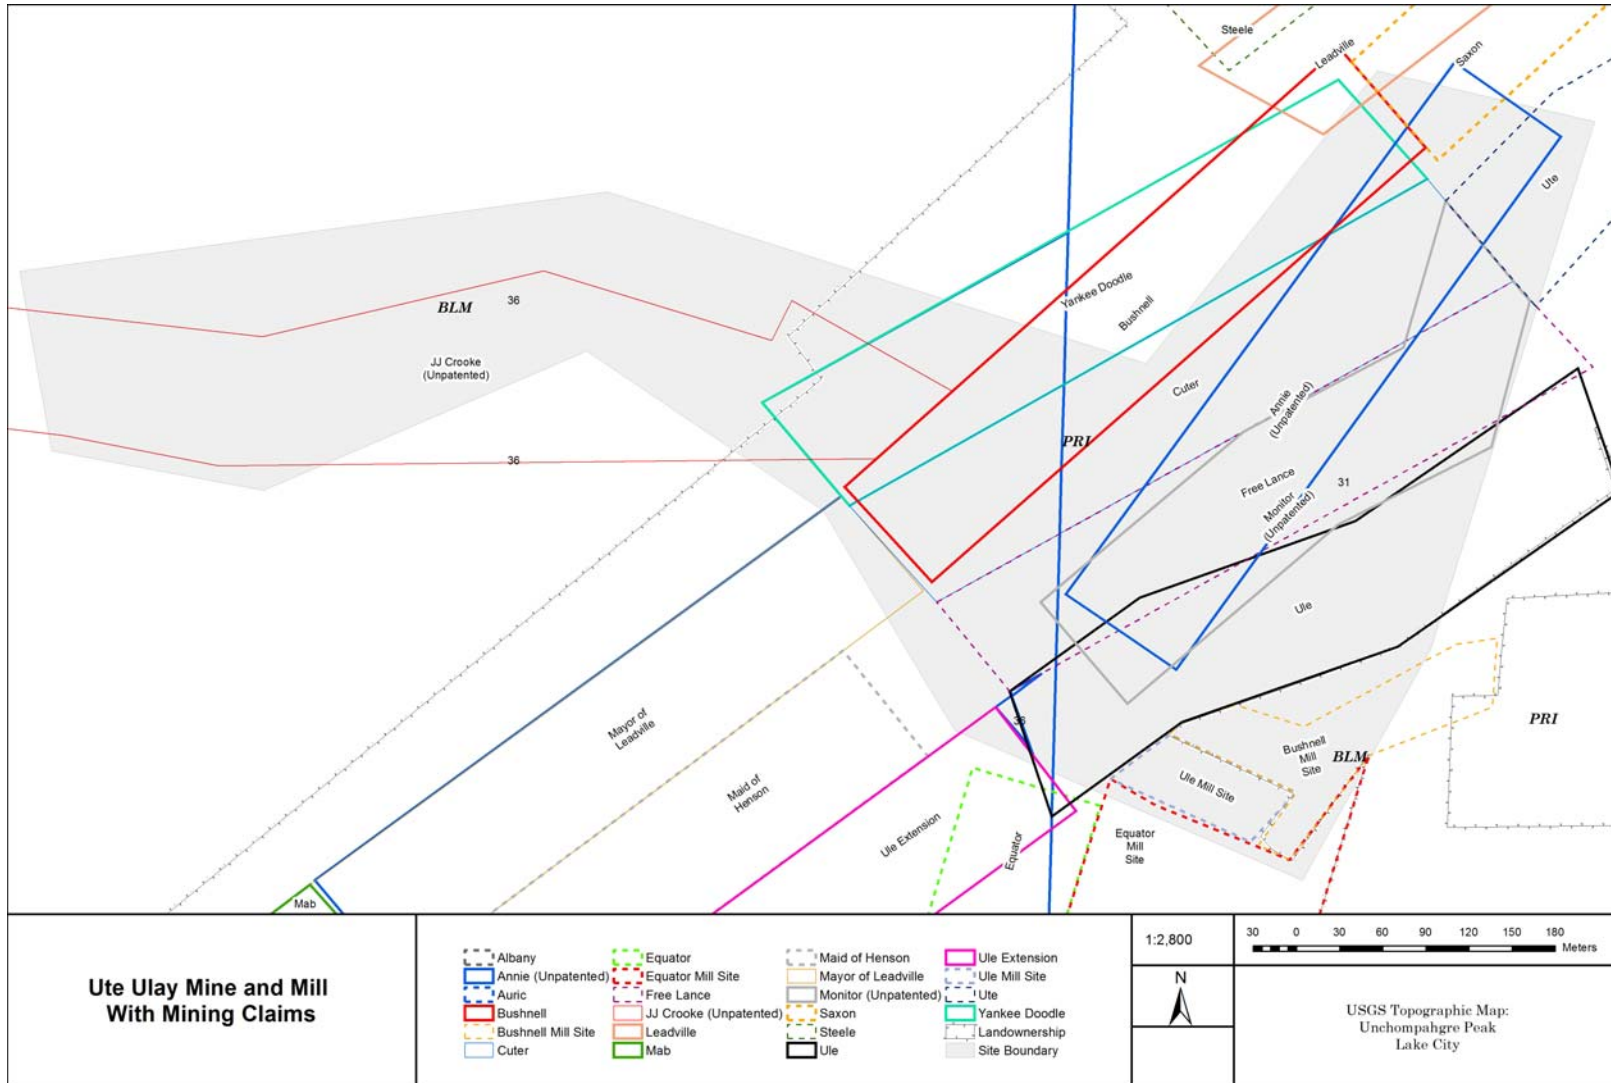 Steele
Leadville
Saxon
Ute
BLM
36
JJ Crooke
(Unpatented)
36
Yankee Doodle
Bushnell
Cuter
PRI
Annie
(Unpatented)
Free Lance
31
Monitor
(Unpatented)
Ule
36
Mayor of
Leadville
Maid of
Henson
Mab
Ule Extension
Equator
Equator
Mill
Site
Ule Mill Site
Bushnell
Mill
Site
BLM
PRI
Ute Ulay Mine and Mill
With Mining Claims
Albany
Annie (Unpatented)
Auric
Bushnell
Bushnell Mill Site
Cuter
Equator
Equator Mill Site
Free Lance
JJ Crooke (Unpatented)
Leadville
Mab
Maid of Henson
Mayor of Leadville
Monitor (Unpatented)
Saxon
Steele
Ule
Ule Extension
Ule Mill Site
Ute
Yankee Doodle
Landownership
Site Boundary
1:2,800
N
30 0 30 60 90 120 150 180
Meters
USGS Topographic Map:
Unchompahgre Peak
Lake City